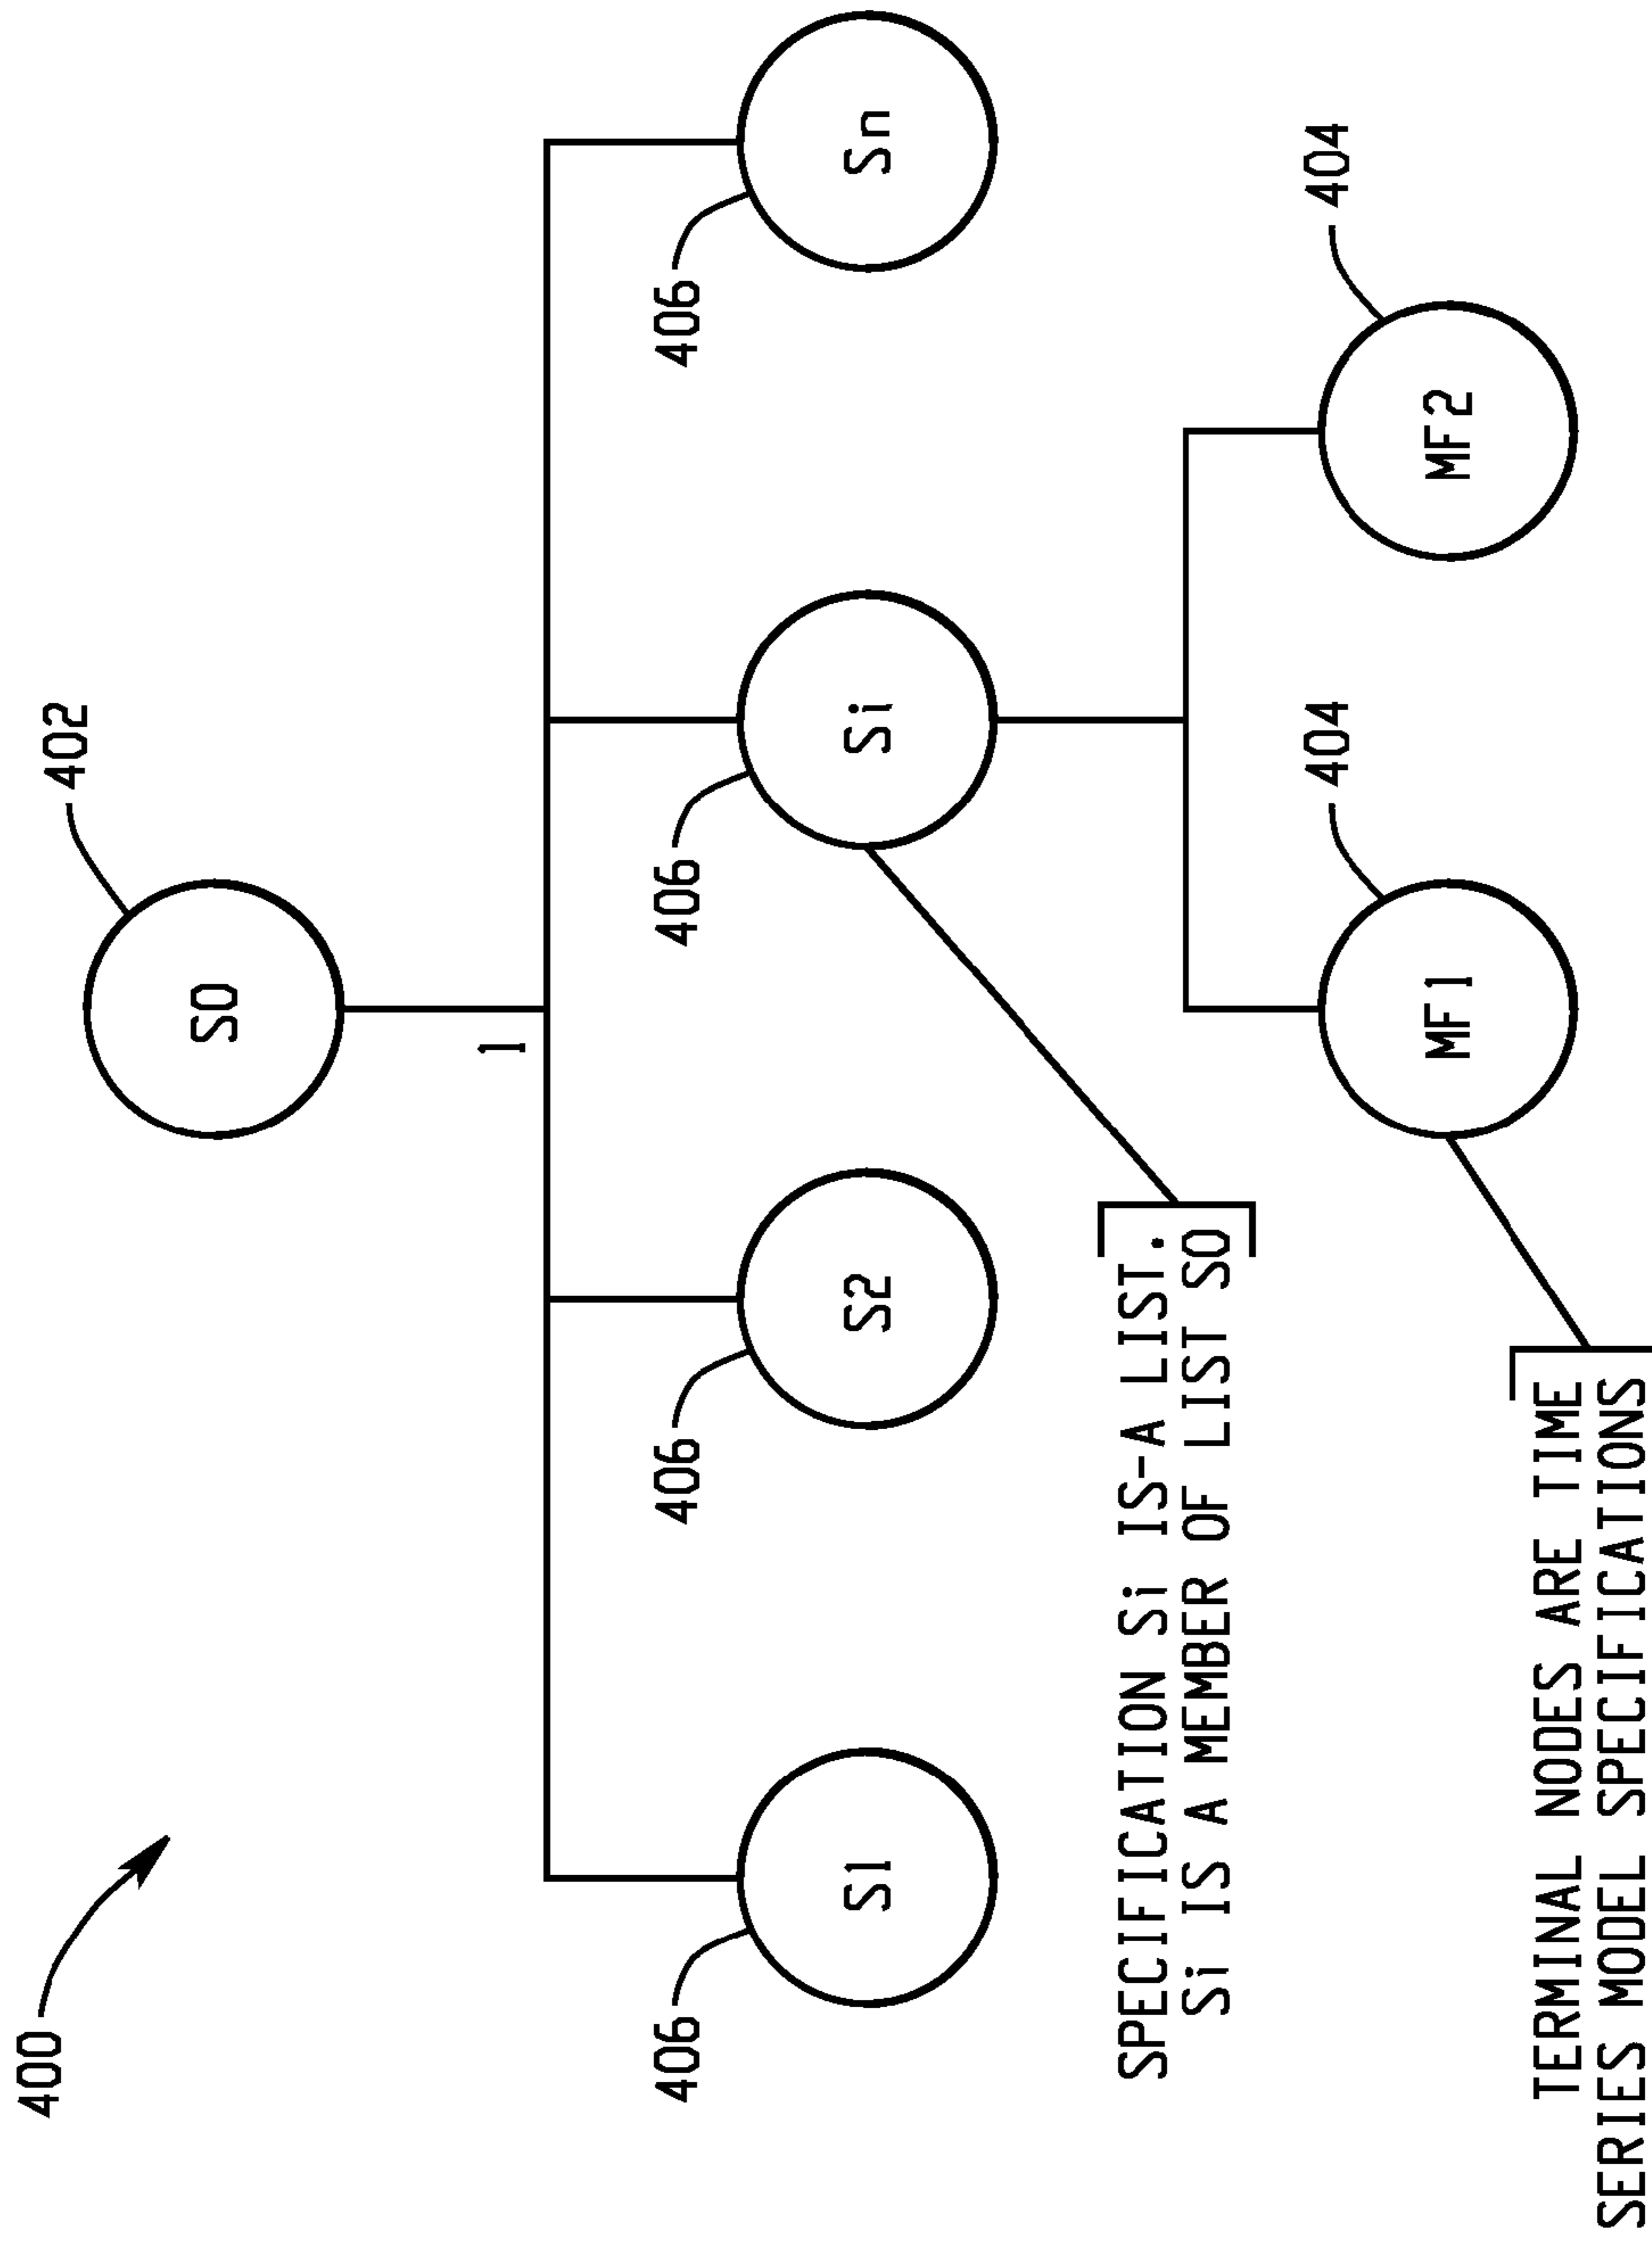 400
402
S0
1
406
406
406
406
S1
S2
Si
Sn
SPECIFICATION Si IS-A LIST.
Si IS A MEMBER OF LIST SO
404
404
MF1
MF2
TERMINAL NODES ARE TIME
SERIES MODEL SPECIFICATIONS